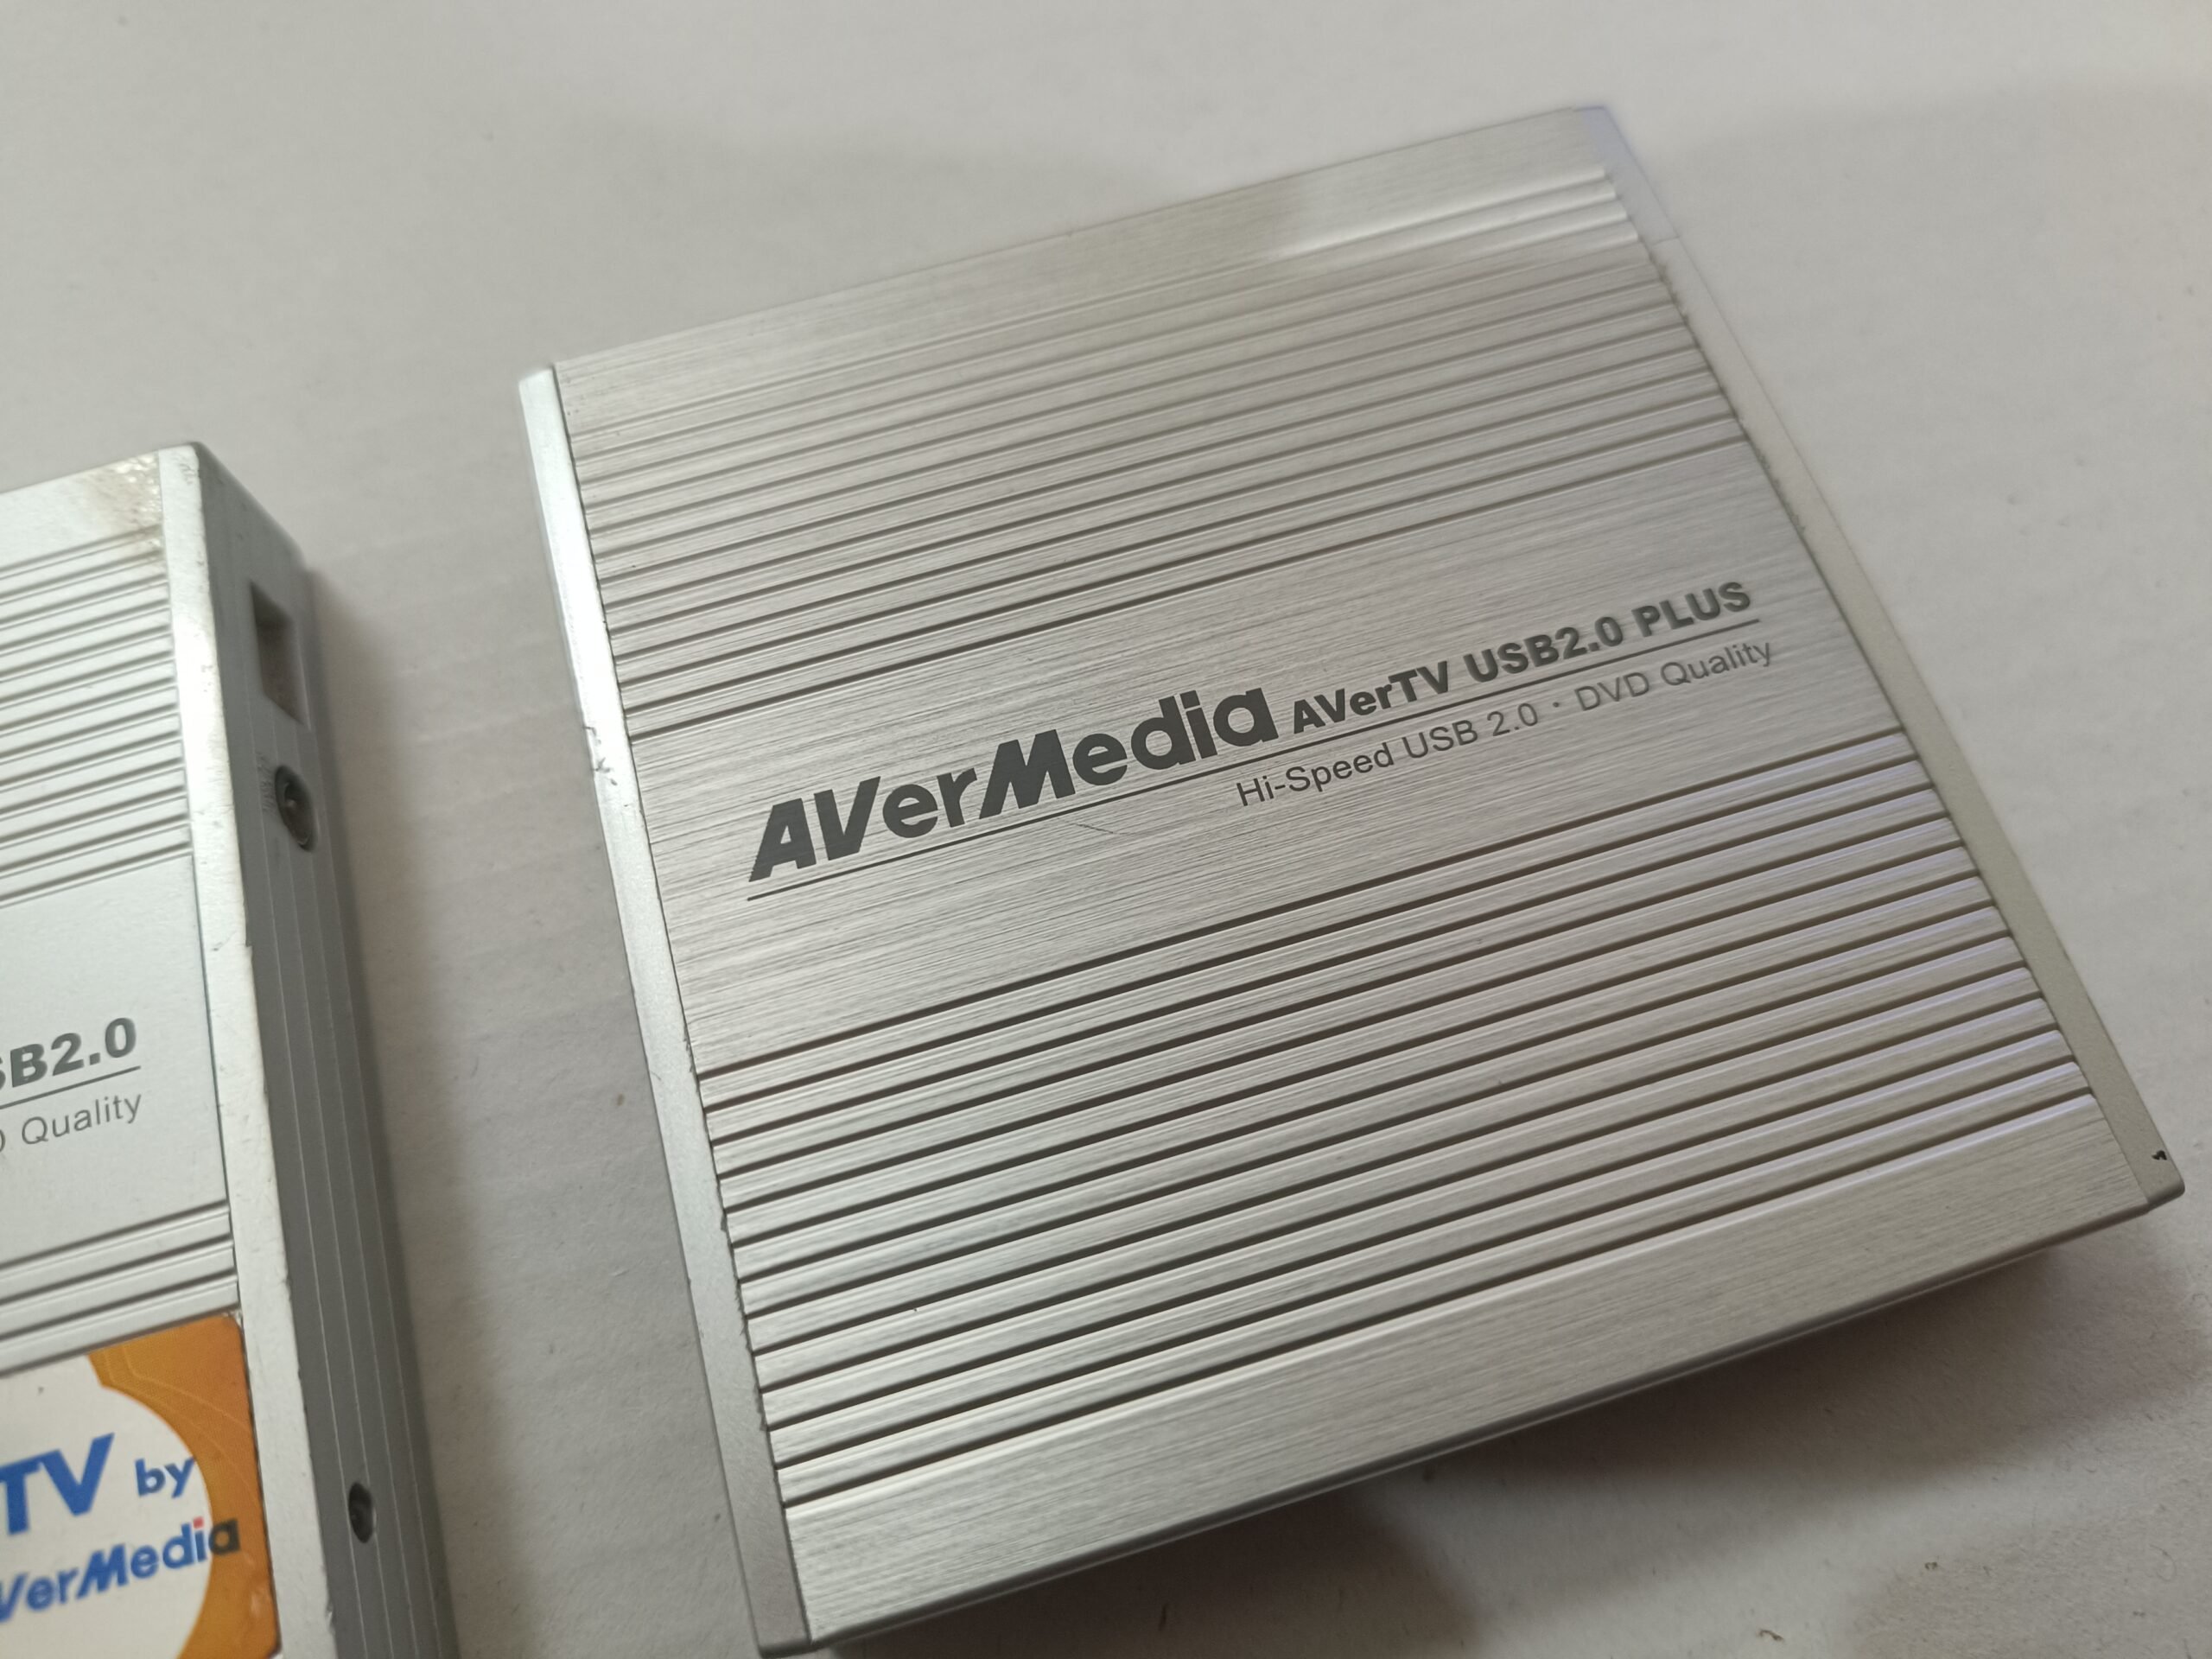 AVerMedia AVerTV USB2.0 PLUS
Hi-Speed USB 2.0 · DVD Quality
SB2.0
D Quality
TV by
VerMedia